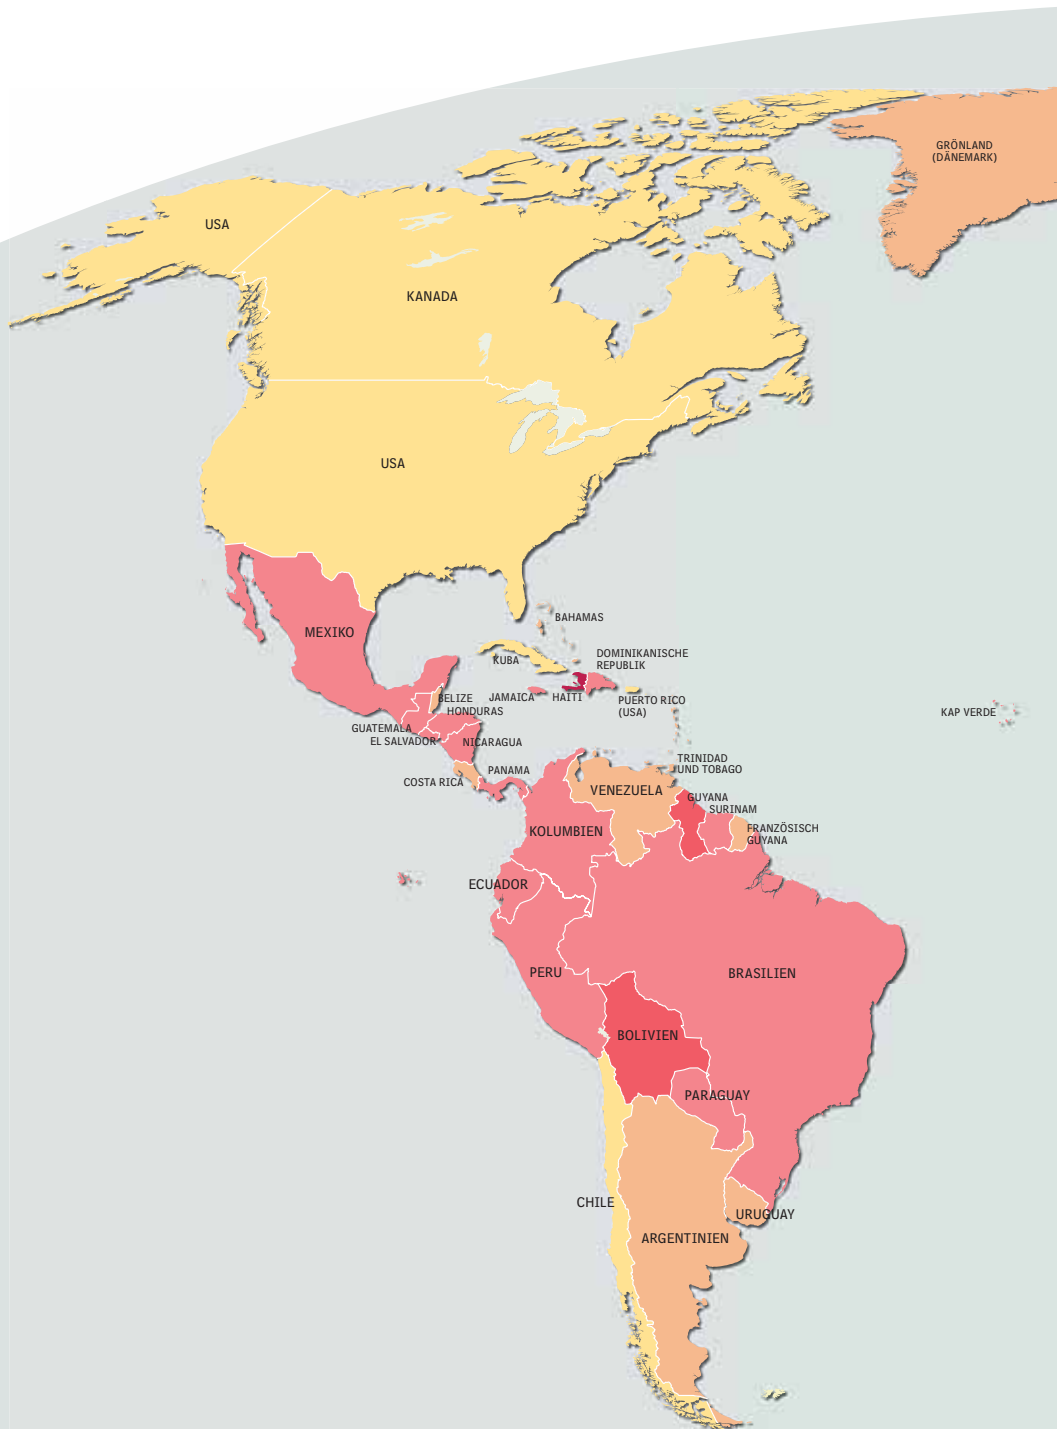 GRÖNLAND
(DÄNEMARK)
USA
KANADA
USA
BAHAMAS
MEXIKO
DOMINIKANISCHE
REPUBLIK
KUBA
BELIZE
JAMAICA
HAITI
PUERTO RICO
(USA)
HONDURAS
KAP VERDE
GUATEMALA
EL SALVADOR
NICARAGUA
TRINIDAD
UND TOBAGO
PANAMA
COSTA RICA
VENEZUELA
GUYANA
SURINAM
KOLUMBIEN
FRANZÖSISCH
GUYANA
ECUADOR
PERU
BRASILIEN
BOLIVIEN
PARAGUAY
CHILE
URUGUAY
ARGENTINIEN